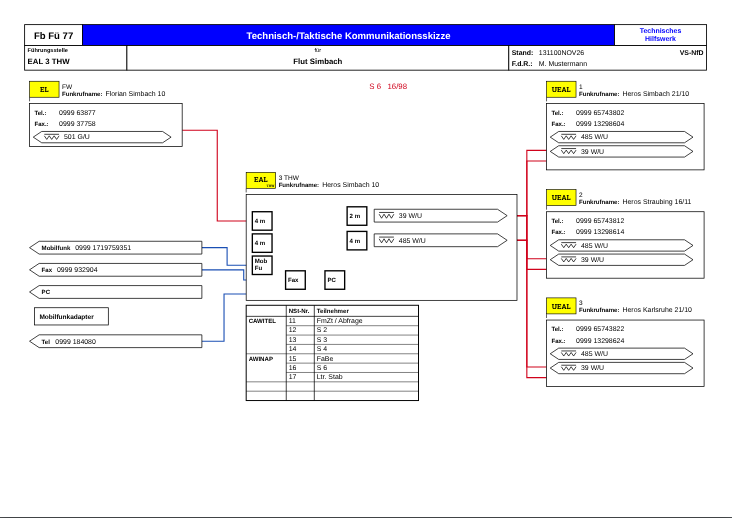 Fb Fü 77
Technisch-/Taktische Kommunikationsskizze
Technisches
Hilfswerk
Führungsstelle
EAL 3 THW
für
Flut Simbach
Stand: 131100NOV26
VS-NfD
F.d.R.: M. Mustermann
S 6 16/98
EL
FW
Funkrufname: Florian Simbach 10
Tel.: 0999 63877
Fax.: 0999 37758
501 G/U
UEAL
1
Funkrufname: Heros Simbach 21/10
Tel.: 0999 65743802
Fax.: 0999 13298604
485 W/U
39 W/U
EAL
THW
3 THW
Funkrufname: Heros Simbach 10
4 m
4 m
Mob
Fu
Fax
PC
2 m
39 W/U
4 m
485 W/U
UEAL
2
Funkrufname: Heros Straubing 16/11
Tel.: 0999 65743812
Fax.: 0999 13298614
485 W/U
39 W/U
Mobilfunk 0999 1719759351
Fax 0999 932904
PC
Mobilfunkadapter
Tel 0999 184080
UEAL
3
Funkrufname: Heros Karlsruhe 21/10
Tel.: 0999 65743822
Fax.: 0999 13298624
485 W/U
39 W/U
NSt-Nr. Teilnehmer
CAWITEL 11 FmZt / Abfrage
12 S 2
13 S 3
14 S 4
AWINAP 15 FaBe
16 S 6
17 Ltr. Stab